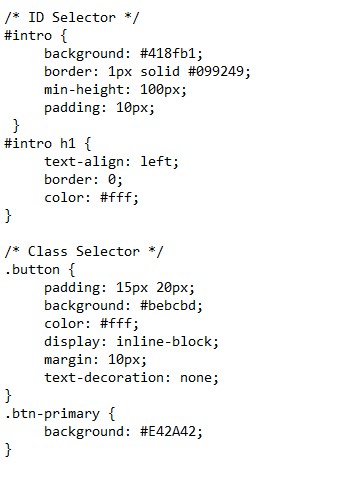 /* ID Selector */
#intro {
     background: #418fb1;
     border: 1px solid #099249;
     min-height: 100px;
     padding: 10px;
 }
#intro h1 {
     text-align: left;
     border: 0;
     color: #fff;
}

/* Class Selector */
.button {
     padding: 15px 20px;
     background: #bebcbd;
     color: #fff;
     display: inline-block;
     margin: 10px;
     text-decoration: none;
}
.btn-primary {
     background: #E42A42;
}